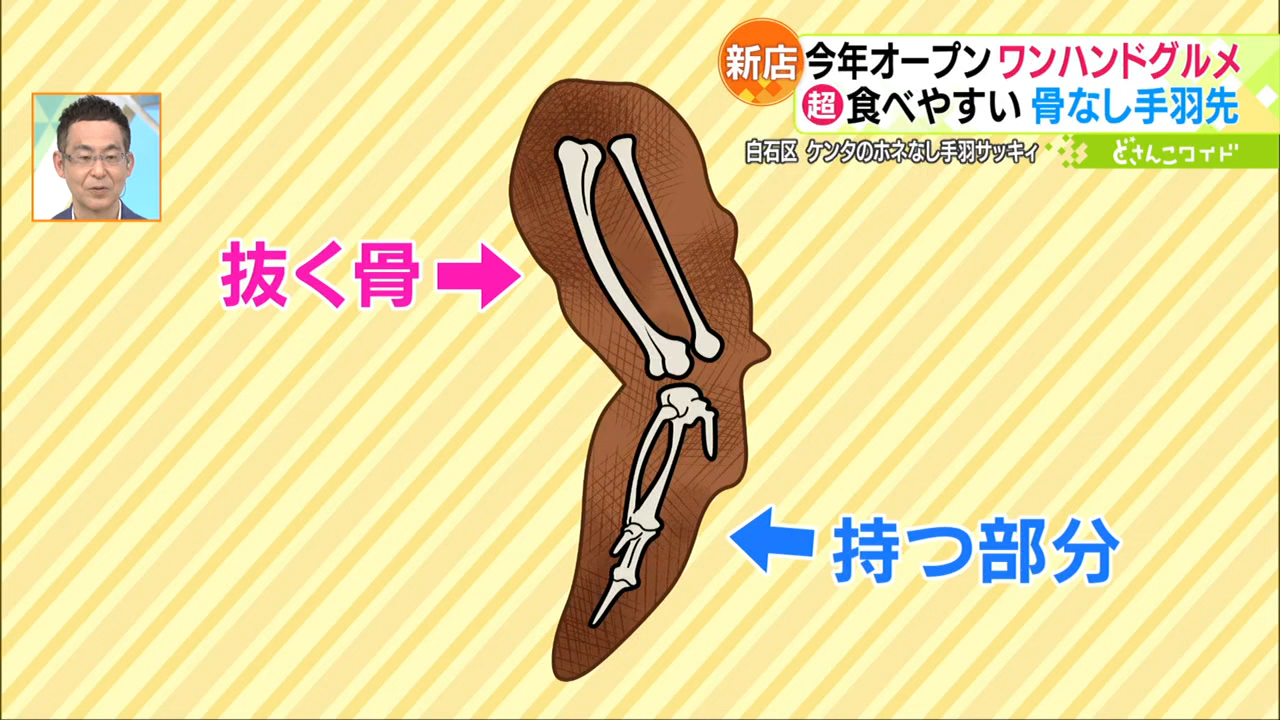 新店
今年オープン ワンハンドグルメ
超 食べやすい 骨なし手羽先
白石区 ケンタのホネなし手羽サッキィ
どさんこワイド
抜く骨
持つ部分